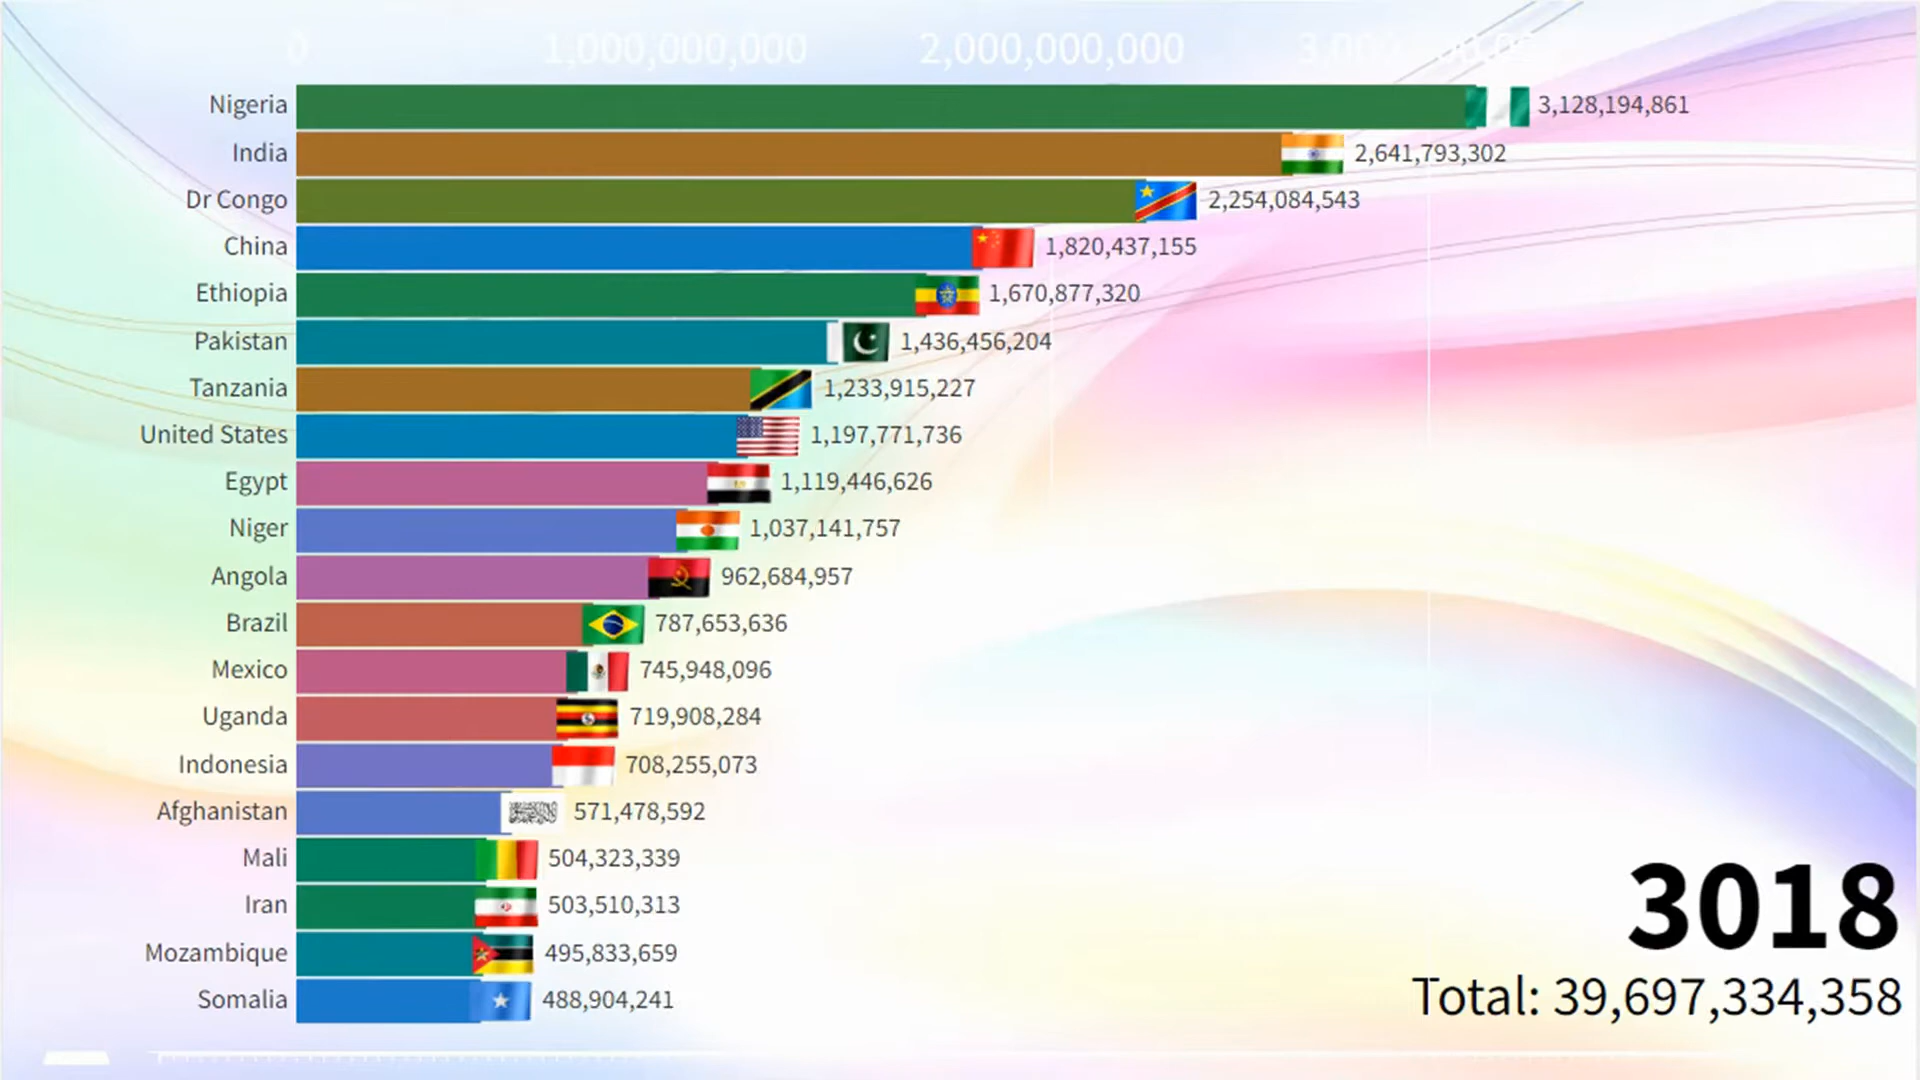 0 1,000,000,000 2,000,000,000 3,000,000,000
Nigeria 3,128,194,861
India 2,641,793,302
Dr Congo 2,254,084,543
China 1,820,437,155
Ethiopia 1,670,877,320
Pakistan 1,436,456,204
Tanzania 1,233,915,227
United States 1,197,771,736
Egypt 1,119,446,626
Niger 1,037,141,757
Angola 962,684,957
Brazil 787,653,636
Mexico 745,948,096
Uganda 719,908,284
Indonesia 708,255,073
Afghanistan 571,478,592
Mali 504,323,339
Iran 503,510,313
Mozambique 495,833,659
Somalia 488,904,241
3018
Total: 39,697,334,358